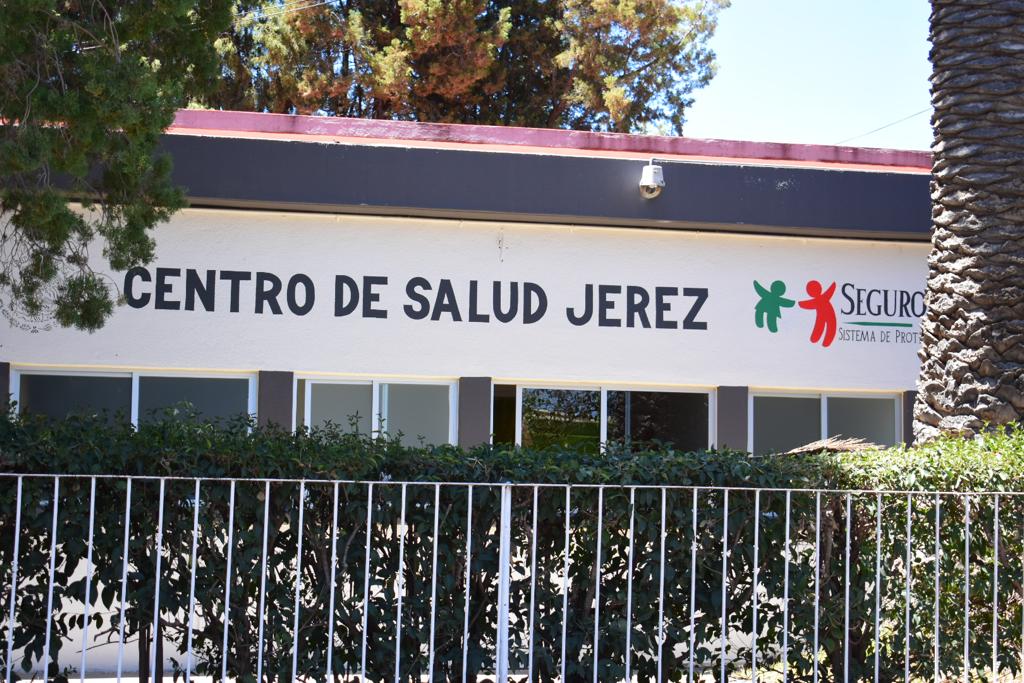 CENTRO DE SALUD JEREZ
SEGURO
SISTEMA DE PROT